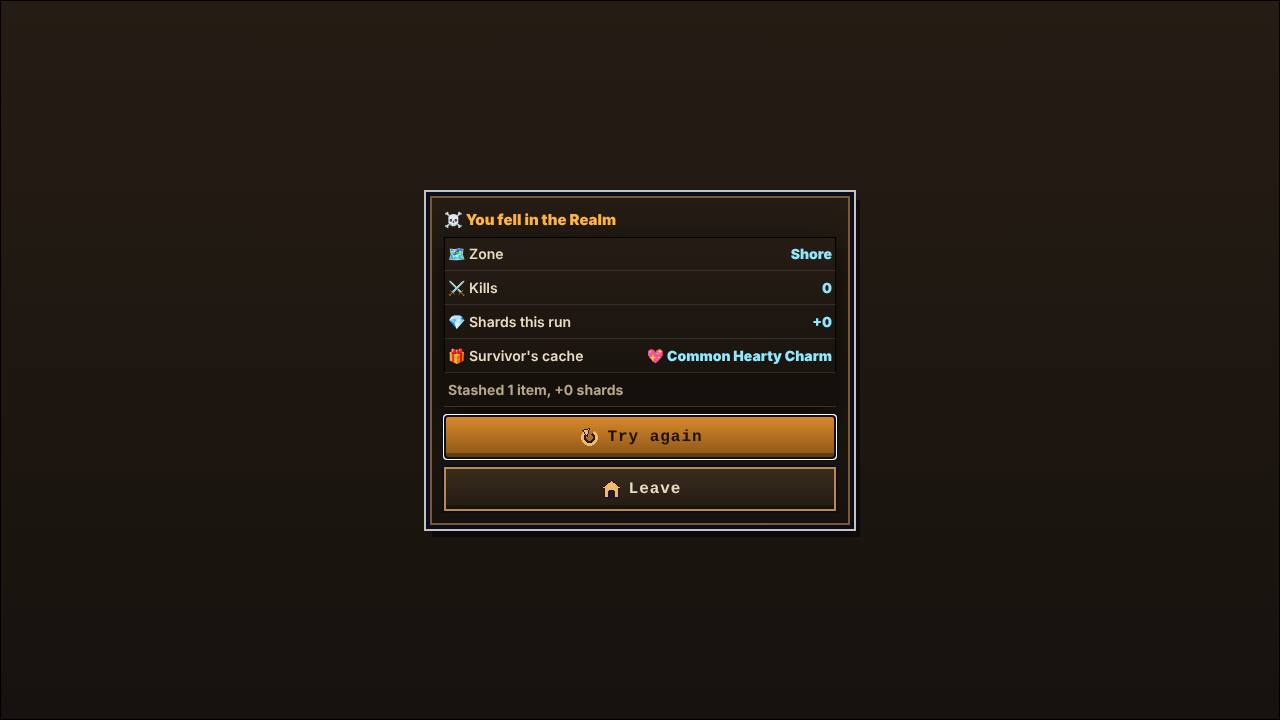 You fell in the Realm
Zone Shore
Kills 0
Shards this run +0
Survivor's cache Common Hearty Charm
Stashed 1 item, +0 shards
Try again
Leave